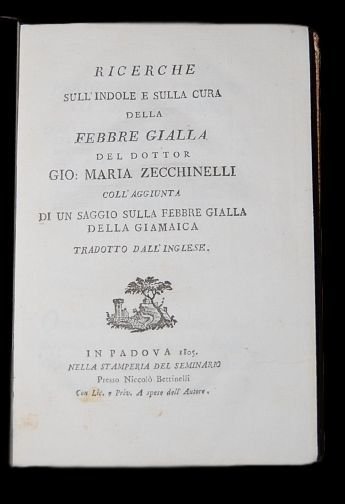 RICERCHE
SULL'INDOLE E SULLA CURA
DELLA
FEBBRE GIALLA
DEL DOTTOR
GIO: MARIA ZECCHINELLI
COLL'AGGIUNTA
DI UN SAGGIO SULLA FEBBRE GIALLA
DELLA GIAMAICA
TRADOTTO DALL'INGLESE.
IN PADOVA 1805.
NELLA STAMPERIA DEL SEMINARIO
Presso Niccolò Bettinelli
Con Lic. e Priv. A spese dell'Autore.